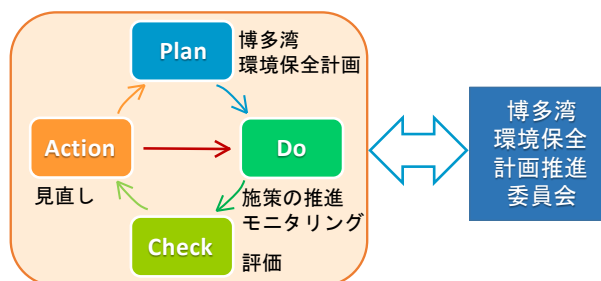 Plan
博多湾
環境保全計画
Action
見直し
Do
施策の推進
モニタリング
Check
評価
博多湾
環境保全
計画推進
委員会